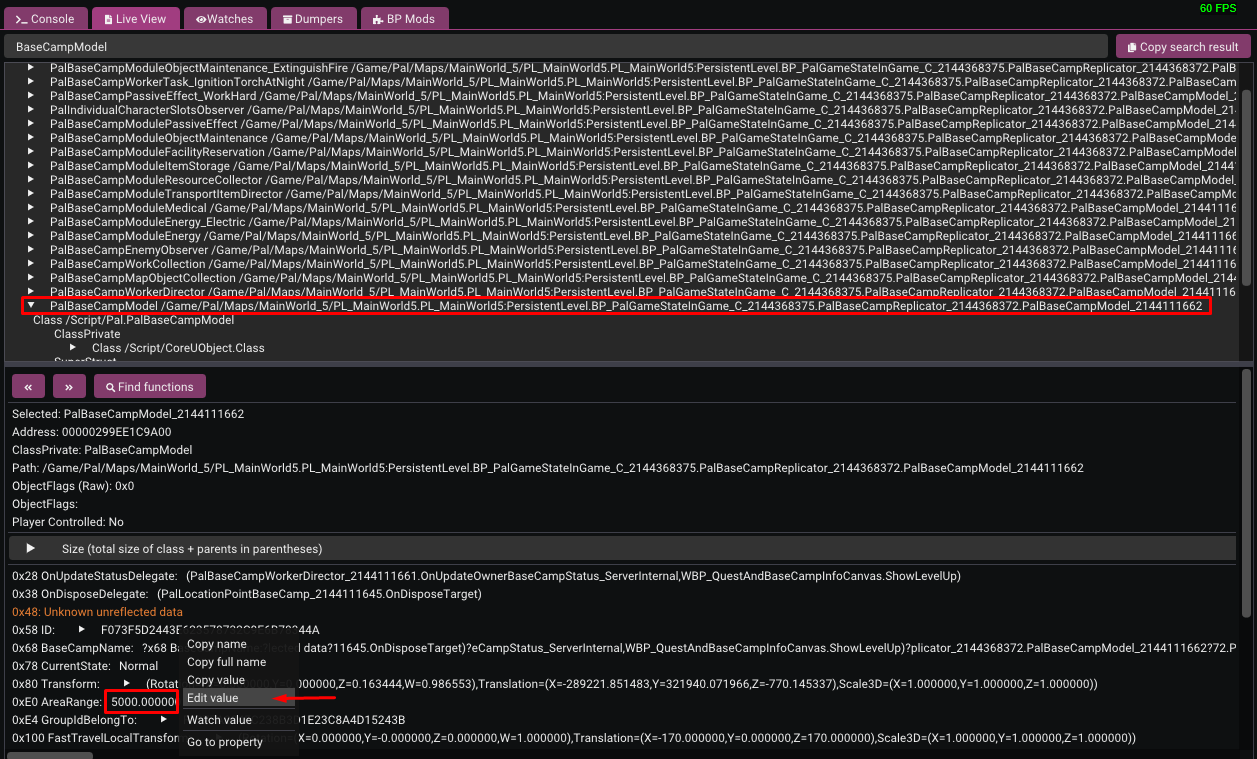 60 FPS
Console Live View Watches Dumpers BP Mods
BaseCampModel Copy search result
PalBaseCampModuleObjectMaintenance_ExtinguishFire /Game/Pal/Maps/MainWorld_5/PL_MainWorld5.PL_MainWorld5:PersistentLevel.BP_PalGameStateInGame_C_2144368375.PalBaseCampReplicator_2144368372.PalB
PalBaseCampWorkerTask_IgnitionTorchAtNight /Game/Pal/Maps/MainWorld_5/PL_MainWorld5.PL_MainWorld5:PersistentLevel.BP_PalGameStateInGame_C_2144368375.PalBaseCampReplicator_2144368372.PalBaseCam
PalBaseCampPassiveEffect_WorkHard /Game/Pal/Maps/MainWorld_5/PL_MainWorld5.PL_MainWorld5:PersistentLevel.BP_PalGameStateInGame_C_2144368375.PalBaseCampReplicator_2144368372.PalBaseCampModel_2
PalIndividualCharacterSlotsObserver /Game/Pal/Maps/MainWorld_5/PL_MainWorld5.PL_MainWorld5:PersistentLevel.BP_PalGameStateInGame_C_2144368375.PalBaseCampReplicator_2144368372.PalBaseCampModel_2
PalBaseCampModulePassiveEffect /Game/Pal/Maps/MainWorld_5/PL_MainWorld5.PL_MainWorld5:PersistentLevel.BP_PalGameStateInGame_C_2144368375.PalBaseCampReplicator_2144368372.PalBaseCampModel_2144
PalBaseCampModuleObjectMaintenance /Game/Pal/Maps/MainWorld_5/PL_MainWorld5.PL_MainWorld5:PersistentLevel.BP_PalGameStateInGame_C_2144368375.PalBaseCampReplicator_2144368372.PalBaseCampModel
PalBaseCampModuleFacilityReservation /Game/Pal/Maps/MainWorld_5/PL_MainWorld5.PL_MainWorld5:PersistentLevel.BP_PalGameStateInGame_C_2144368375.PalBaseCampReplicator_2144368372.PalBaseCampModel
PalBaseCampModuleItemStorage /Game/Pal/Maps/MainWorld_5/PL_MainWorld5.PL_MainWorld5:PersistentLevel.BP_PalGameStateInGame_C_2144368375.PalBaseCampReplicator_2144368372.PalBaseCampModel_21441
PalBaseCampModuleResourceCollector /Game/Pal/Maps/MainWorld_5/PL_MainWorld5.PL_MainWorld5:PersistentLevel.BP_PalGameStateInGame_C_2144368375.PalBaseCampReplicator_2144368372.PalBaseCampModel_
PalBaseCampModuleTransportItemDirector /Game/Pal/Maps/MainWorld_5/PL_MainWorld5.PL_MainWorld5:PersistentLevel.BP_PalGameStateInGame_C_2144368375.PalBaseCampReplicator_2144368372.PalBaseCampMod
PalBaseCampModuleMedical /Game/Pal/Maps/MainWorld_5/PL_MainWorld5.PL_MainWorld5:PersistentLevel.BP_PalGameStateInGame_C_2144368375.PalBaseCampReplicator_2144368372.PalBaseCampModel_21441116
PalBaseCampModuleEnergy_Electric /Game/Pal/Maps/MainWorld_5/PL_MainWorld5.PL_MainWorld5:PersistentLevel.BP_PalGameStateInGame_C_2144368375.PalBaseCampReplicator_2144368372.PalBaseCampModel_214
PalBaseCampModuleEnergy /Game/Pal/Maps/MainWorld_5/PL_MainWorld5.PL_MainWorld5:PersistentLevel.BP_PalGameStateInGame_C_2144368375.PalBaseCampReplicator_2144368372.PalBaseCampModel_214411166
PalBaseCampEnemyObserver /Game/Pal/Maps/MainWorld_5/PL_MainWorld5.PL_MainWorld5:PersistentLevel.BP_PalGameStateInGame_C_2144368375.PalBaseCampReplicator_2144368372.PalBaseCampModel_21441116
PalBaseCampWorkCollection /Game/Pal/Maps/MainWorld_5/PL_MainWorld5.PL_MainWorld5:PersistentLevel.BP_PalGameStateInGame_C_2144368375.PalBaseCampReplicator_2144368372.PalBaseCampModel_21441116
PalBaseCampMapObjectCollection /Game/Pal/Maps/MainWorld_5/PL_MainWorld5.PL_MainWorld5:PersistentLevel.BP_PalGameStateInGame_C_2144368375.PalBaseCampReplicator_2144368372.PalBaseCampModel_2144
PalBaseCampWorkerDirector /Game/Pal/Maps/MainWorld_5/PL_MainWorld5.PL_MainWorld5:PersistentLevel.BP_PalGameStateInGame_C_2144368375.PalBaseCampReplicator_2144368372.PalBaseCampModel_21441116
PalBaseCampModel /Game/Pal/Maps/MainWorld_5/PL_MainWorld5.PL_MainWorld5:PersistentLevel.BP_PalGameStateInGame_C_2144368375.PalBaseCampReplicator_2144368372.PalBaseCampModel_2144111662
Class /Script/Pal.PalBaseCampModel
ClassPrivate
Class /Script/CoreUObject.Class
SuperStruct
« » Find functions
Selected: PalBaseCampModel_2144111662
Address: 00000299EE1C9A00
ClassPrivate: PalBaseCampModel
Path: /Game/Pal/Maps/MainWorld_5/PL_MainWorld5.PL_MainWorld5:PersistentLevel.BP_PalGameStateInGame_C_2144368375.PalBaseCampReplicator_2144368372.PalBaseCampModel_2144111662
ObjectFlags (Raw): 0x0
ObjectFlags:
Player Controlled: No
Size (total size of class + parents in parentheses)
0x28 OnUpdateStatusDelegate: (PalBaseCampWorkerDirector_2144111661.OnUpdateOwnerBaseCampStatus_ServerInternal,WBP_QuestAndBaseCampInfoCanvas.ShowLevelUp)
0x38 OnDisposeDelegate: (PalLocationPointBaseCamp_2144111645.OnDisposeTarget)
0x48: Unknown unreflected data
0x58 ID: F073F5D2443
Copy name
0x68 BaseCampName: ?x68 Ba ected data?11645.OnDisposeTarget)?eCampStatus_ServerInternal,WBP_QuestAndBaseCampInfoCanvas.ShowLevelUp)?plicator_2144368372.PalBaseCampModel_2144111662?72.P
Copy full name
0x78 CurrentState: Normal
Copy value
0x80 Transform: (Rotat 000,Z=0.163444,W=0.986553),Translation=(X=-289221.851483,Y=321940.071966,Z=-770.145337),Scale3D=(X=1.000000,Y=1.000000,Z=1.000000))
Edit value
0xE0 AreaRange: 5000.000000
0xE4 GroupIdBelongTo: 1E23C8A4D15243B
Watch value
0x100 FastTravelLocalTransfor X=0.000000,Y=-0.000000,Z=0.000000,W=1.000000),Translation=(X=-170.000000,Y=0.000000,Z=170.000000),Scale3D=(X=1.000000,Y=1.000000,Z=1.000000))
Go to property